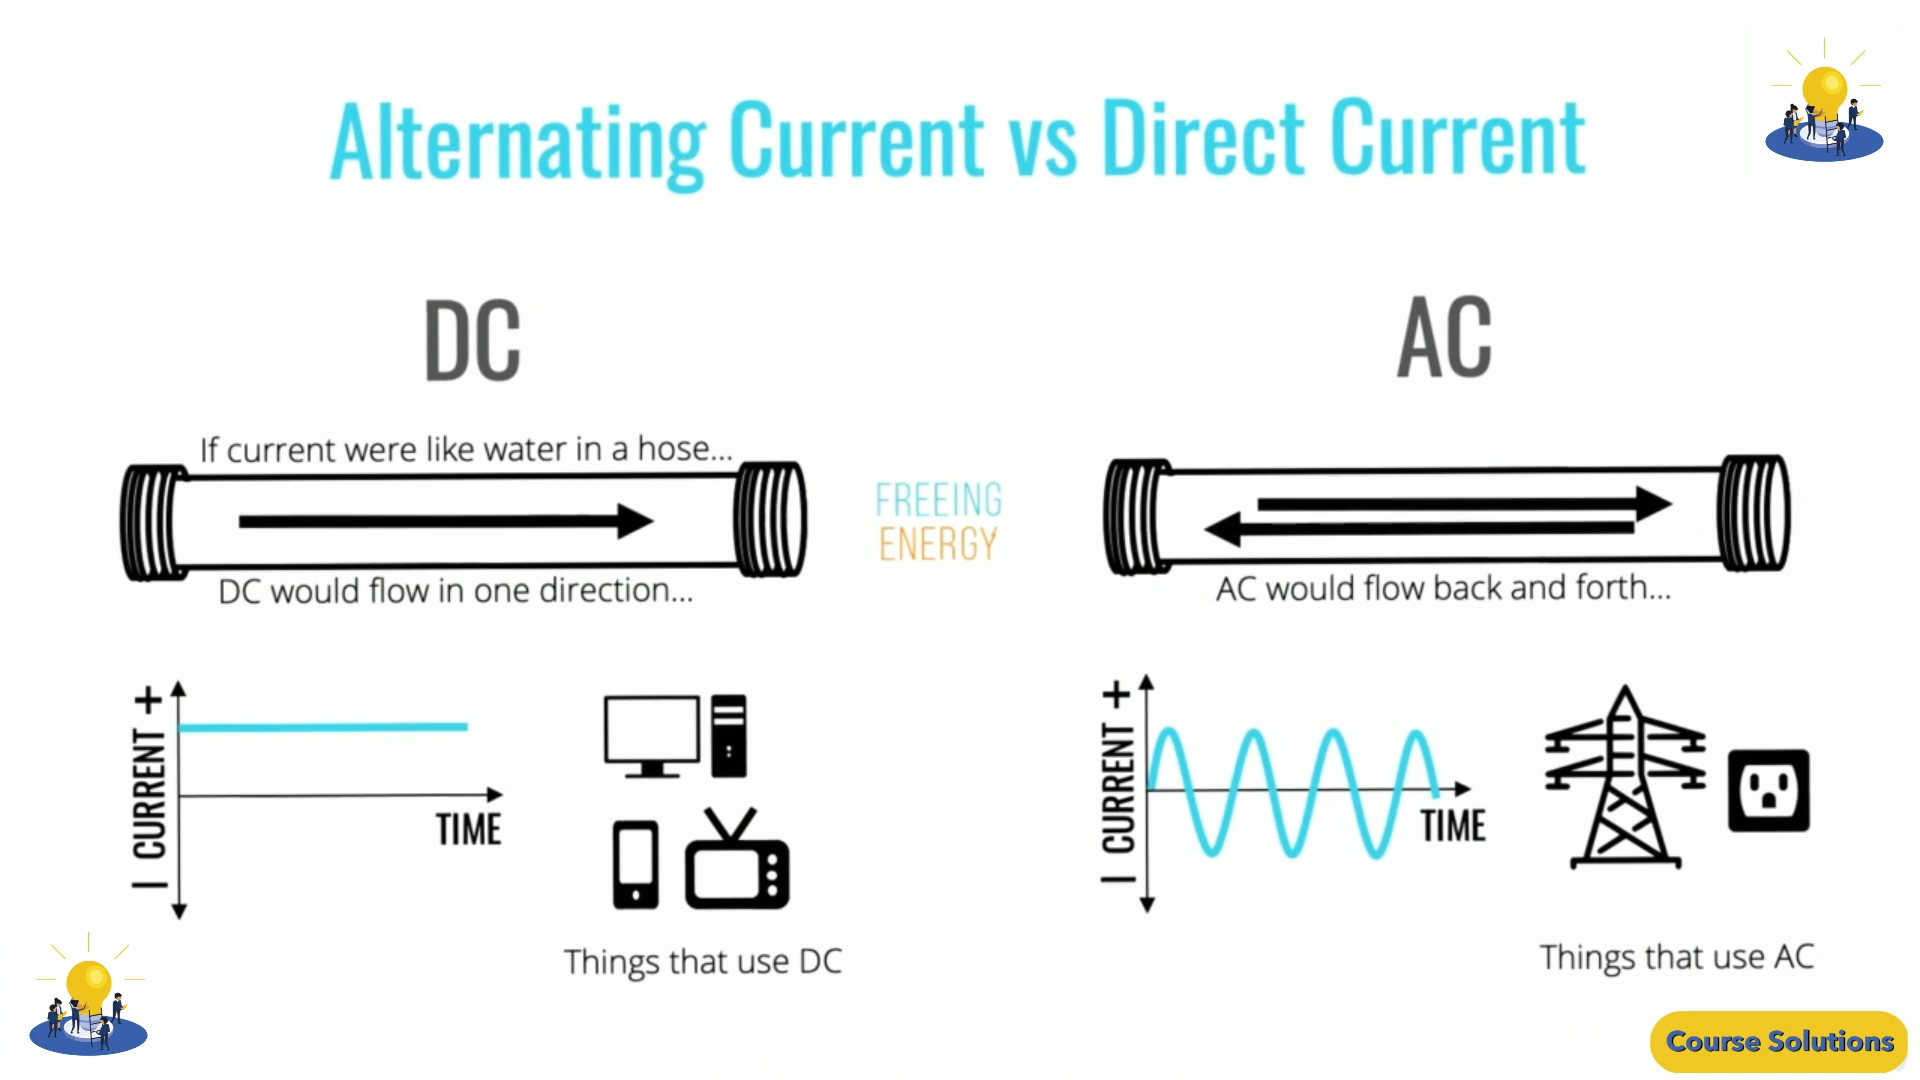 Alternating Current vs Direct Current
DC
If current were like water in a hose...
DC would flow in one direction...
+
CURRENT
–
TIME
Things that use DC
FREEING
ENERGY
AC
AC would flow back and forth...
+
CURRENT
–
TIME
Things that use AC
Course Solutions